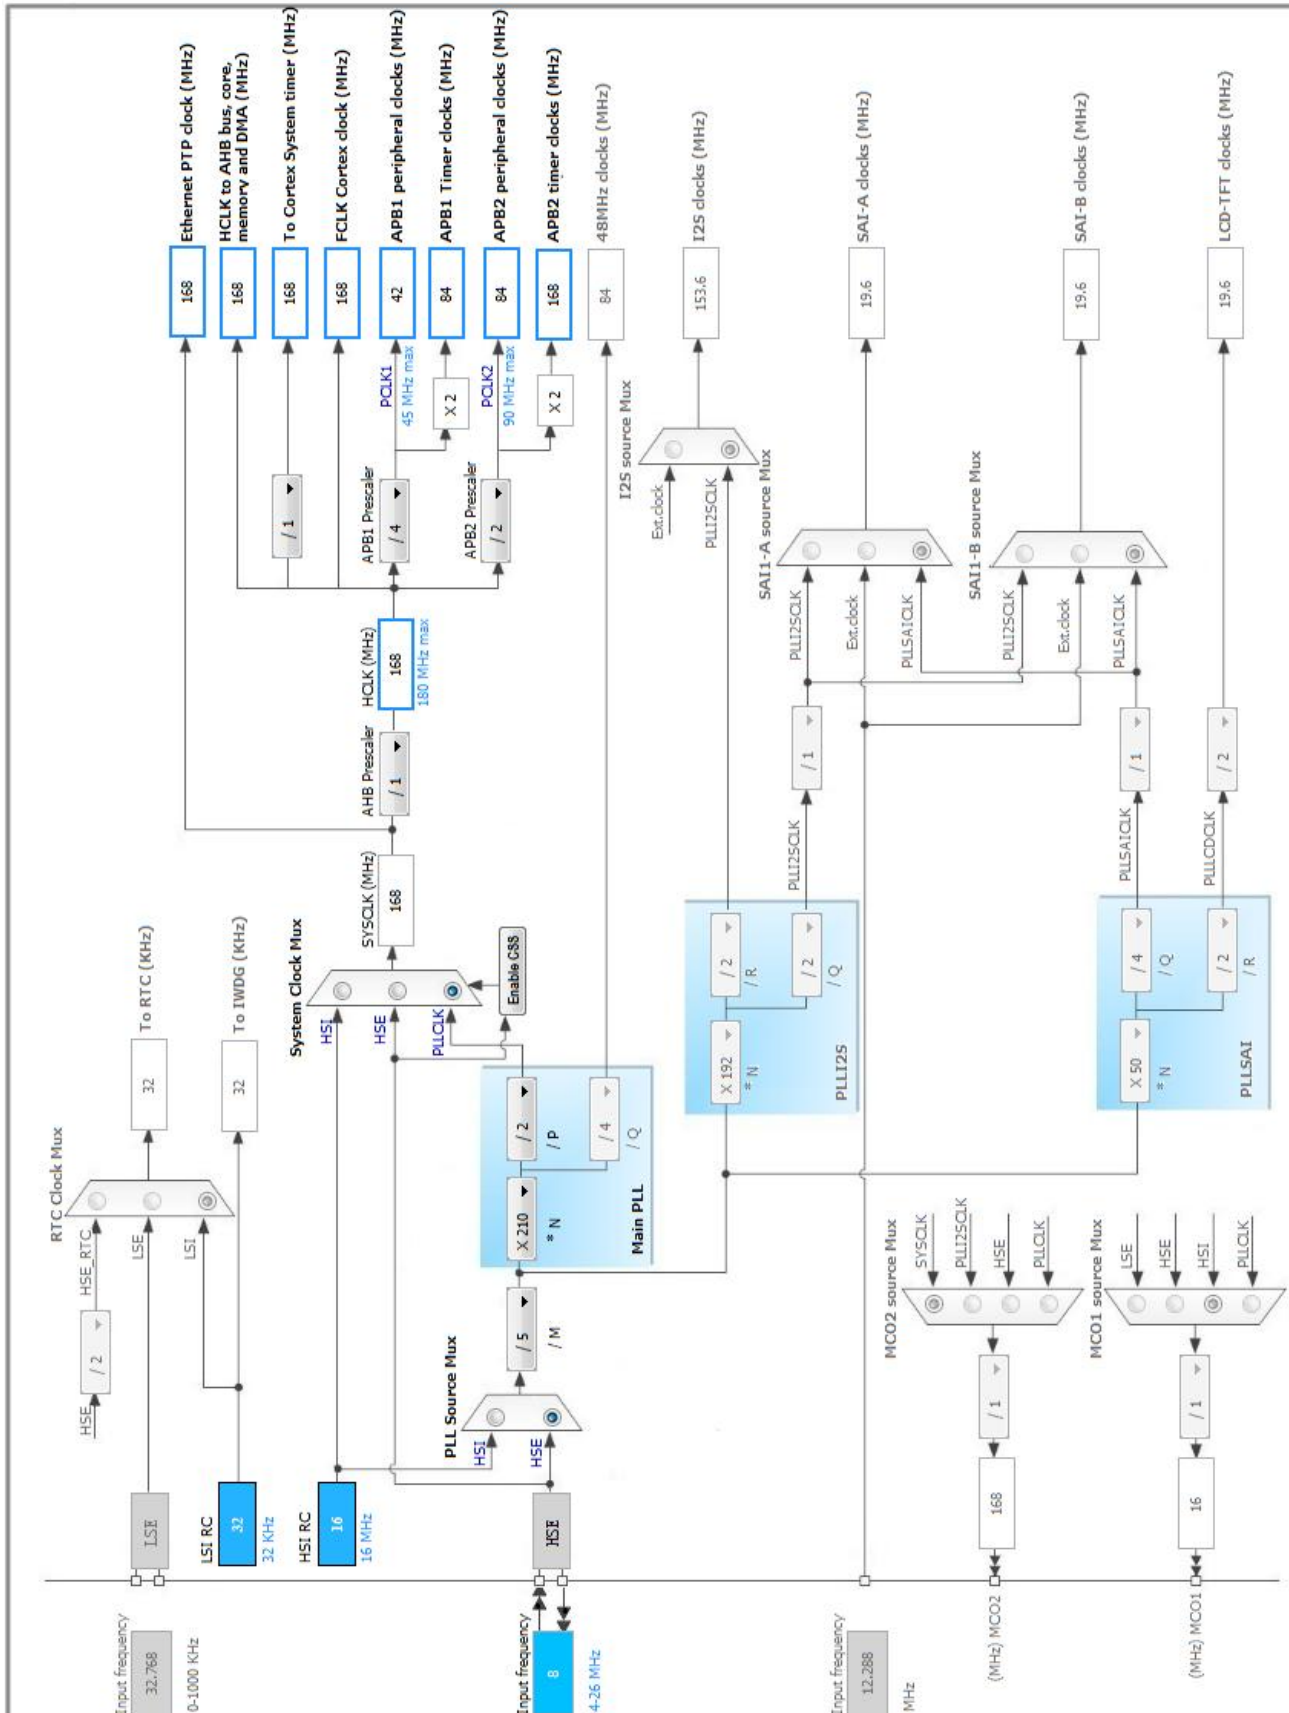 Input frequency
32.768
0-1000 KHz
LSE
LSI RC
32
32 KHz
HSI RC
16
16 MHz
Input frequency
8
4-26 MHz
HSE
Input frequency
12.288
MHz
HSE
/ 2
HSE_RTC
LSE
LSI
RTC Clock Mux
32
To RTC (KHz)
32
To IWDG (KHz)
PLL Source Mux
HSI
HSE
/ 5
/ M
X 210
* N
/ 2
/ P
/ 4
/ Q
Main PLL
System Clock Mux
HSI
HSE
PLLCLK
Enable CSS
SYSCLK (MHz)
168
AHB Prescaler
/ 1
HCLK (MHz)
168
180 MHz max
/ 1
APB1 Prescaler
/ 4
PCLK1
45 MHz max
X 2
APB2 Prescaler
/ 2
PCLK2
90 MHz max
X 2
168
Ethernet PTP clock (MHz)
168
HCLK to AHB bus, core,
memory and DMA (MHz)
168
To Cortex System timer (MHz)
168
FCLK Cortex clock (MHz)
42
APB1 peripheral clocks (MHz)
84
APB1 Timer clocks (MHz)
84
APB2 peripheral clocks (MHz)
168
APB2 timer clocks (MHz)
84
48MHz clocks (MHz)
X 192
* N
/ 2
/ R
/ 2
/ Q
PLLI2S
PLLI2SCLK
/ 1
I2S source Mux
Ext.clock
PLLI2SCLK
153.6
I2S clocks (MHz)
SAI1-A source Mux
PLLI2SCLK
Ext.clock
PLLSAICLK
19.6
SAI-A clocks (MHz)
SAI1-B source Mux
PLLI2SCLK
Ext.clock
PLLSAICLK
19.6
SAI-B clocks (MHz)
X 50
* N
/ 4
/ Q
/ 2
/ R
PLLSAI
PLLSAICLK
/ 1
PLLLCDCLK
/ 2
19.6
LCD-TFT clocks (MHz)
MCO2 source Mux
SYSCLK
PLLI2SCLK
HSE
PLLCLK
/ 1
168
(MHz) MCO2
MCO1 source Mux
LSE
HSE
HSI
PLLCLK
/ 1
16
(MHz) MCO1